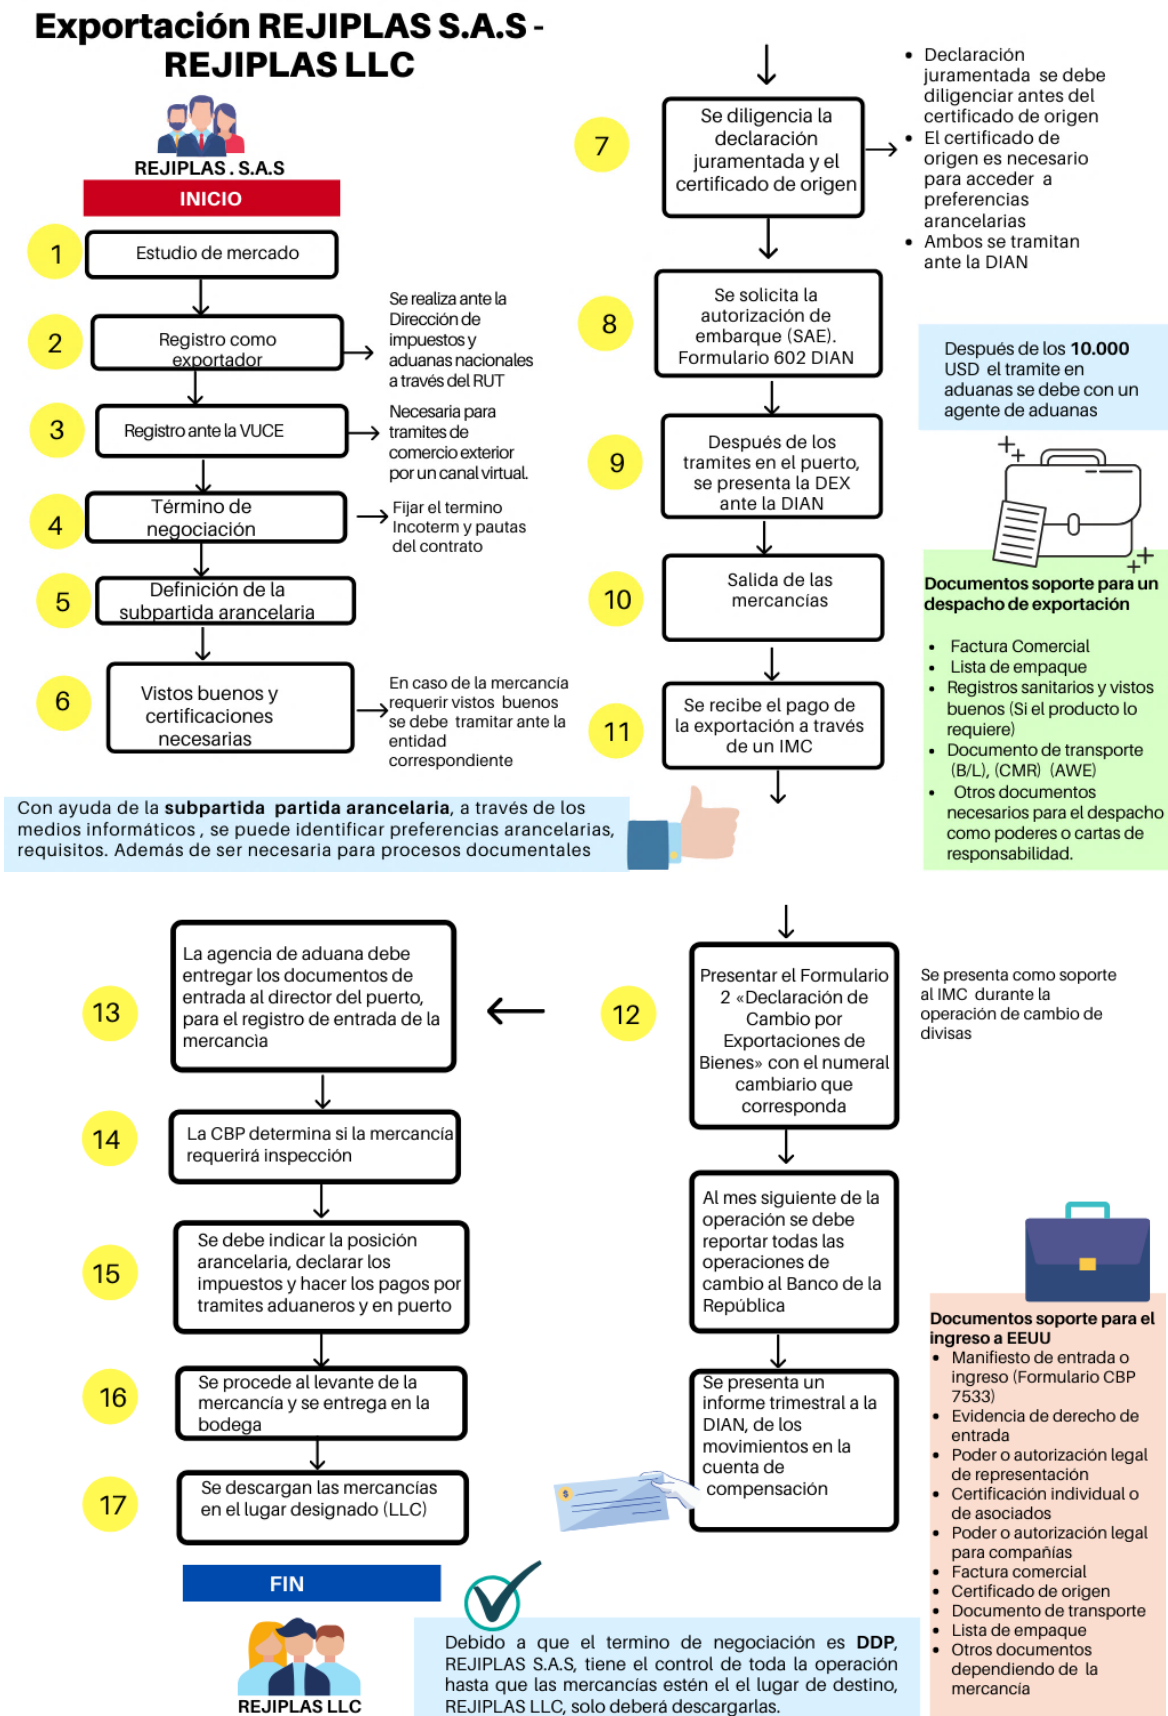 Exportación REJIPLAS S.A.S -
REJIPLAS LLC
REJIPLAS . S.A.S
INICIO
1
Estudio de mercado
2
Registro como
exportador
Se realiza ante la
Dirección de
impuestos y
aduanas nacionales
a través del RUT
3
Registro ante la VUCE
Necesaria para
tramites de
comercio exterior
por un canal virtual.
4
Término de
negociación
Fijar el termino
Incoterm y pautas
del contrato
5
Definición de la
subpartida arancelaria
6
Vistos buenos y
certificaciones
necesarias
En caso de la mercancía
requerir vistos buenos
se debe tramitar ante la
entidad
correspondiente
Con ayuda de la subpartida partida arancelaria, a través de los
medios informáticos , se puede identificar preferencias arancelarias,
requisitos. Además de ser necesaria para procesos documentales
7
Se diligencia la
declaración
juramentada y el
certificado de origen
• Declaración
juramentada se debe
diligenciar antes del
certificado de origen
• El certificado de
origen es necesario
para acceder a
preferencias
arancelarias
• Ambos se tramitan
ante la DIAN
8
Se solicita la
autorización de
embarque (SAE).
Formulario 602 DIAN
Después de los 10.000
USD el tramite en
aduanas se debe con un
agente de aduanas
9
Después de los
tramites en el puerto,
se presenta la DEX
ante la DIAN
10
Salida de las
mercancías
11
Se recibe el pago de
la exportación a través
de un IMC
Documentos soporte para un
despacho de exportación
• Factura Comercial
• Lista de empaque
• Registros sanitarios y vistos
buenos (Si el producto lo
requiere)
• Documento de transporte
(B/L), (CMR) (AWE)
• Otros documentos
necesarios para el despacho
como poderes o cartas de
responsabilidad.
12
Presentar el Formulario
2 «Declaración de
Cambio por
Exportaciones de
Bienes» con el numeral
cambiario que
corresponda
Se presenta como soporte
al IMC durante la
operación de cambio de
divisas
Al mes siguiente de la
operación se debe
reportar todas las
operaciones de
cambio al Banco de la
República
Se presenta un
informe trimestral a la
DIAN, de los
movimientos en la
cuenta de
compensación
$
13
La agencia de aduana debe
entregar los documentos de
entrada al director del puerto,
para el registro de entrada de la
mercancìa
14
La CBP determina si la mercancía
requerirá inspección
15
Se debe indicar la posición
arancelaria, declarar los
impuestos y hacer los pagos por
tramites aduaneros y en puerto
16
Se procede al levante de la
mercancía y se entrega en la
bodega
17
Se descargan las mercancías
en el lugar designado (LLC)
FIN
REJIPLAS LLC
Debido a que el termino de negociación es DDP,
REJIPLAS S.A.S, tiene el control de toda la operación
hasta que las mercancías estén el el lugar de destino,
REJIPLAS LLC, solo deberá descargarlas.
Documentos soporte para el
ingreso a EEUU
• Manifiesto de entrada o
ingreso (Formulario CBP
7533)
• Evidencia de derecho de
entrada
• Poder o autorización legal
de representación
• Certificación individual o
de asociados
• Poder o autorización legal
para compañías
• Factura comercial
• Certificado de origen
• Documento de transporte
• Lista de empaque
• Otros documentos
dependiendo de la
mercancía